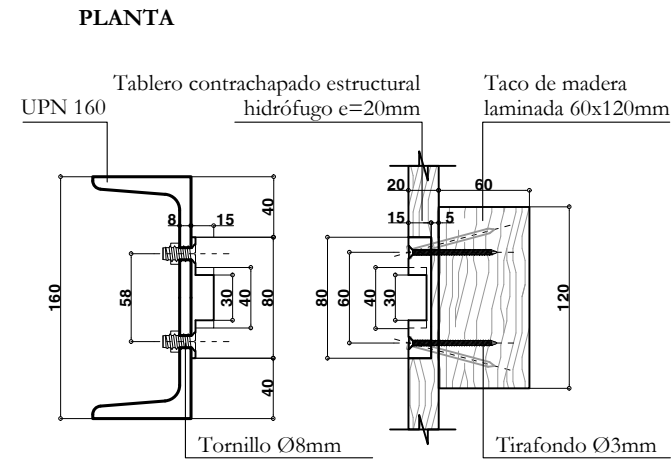 PLANTA
Tablero contrachapado estructural
hidrófugo e=20mm
Taco de madera
laminada 60x120mm
UPN 160
20
60
8
15
40
15
5
160
58
30
40
80
80
60
40
30
120
40
Tornillo Ø8mm
Tirafondo Ø3mm